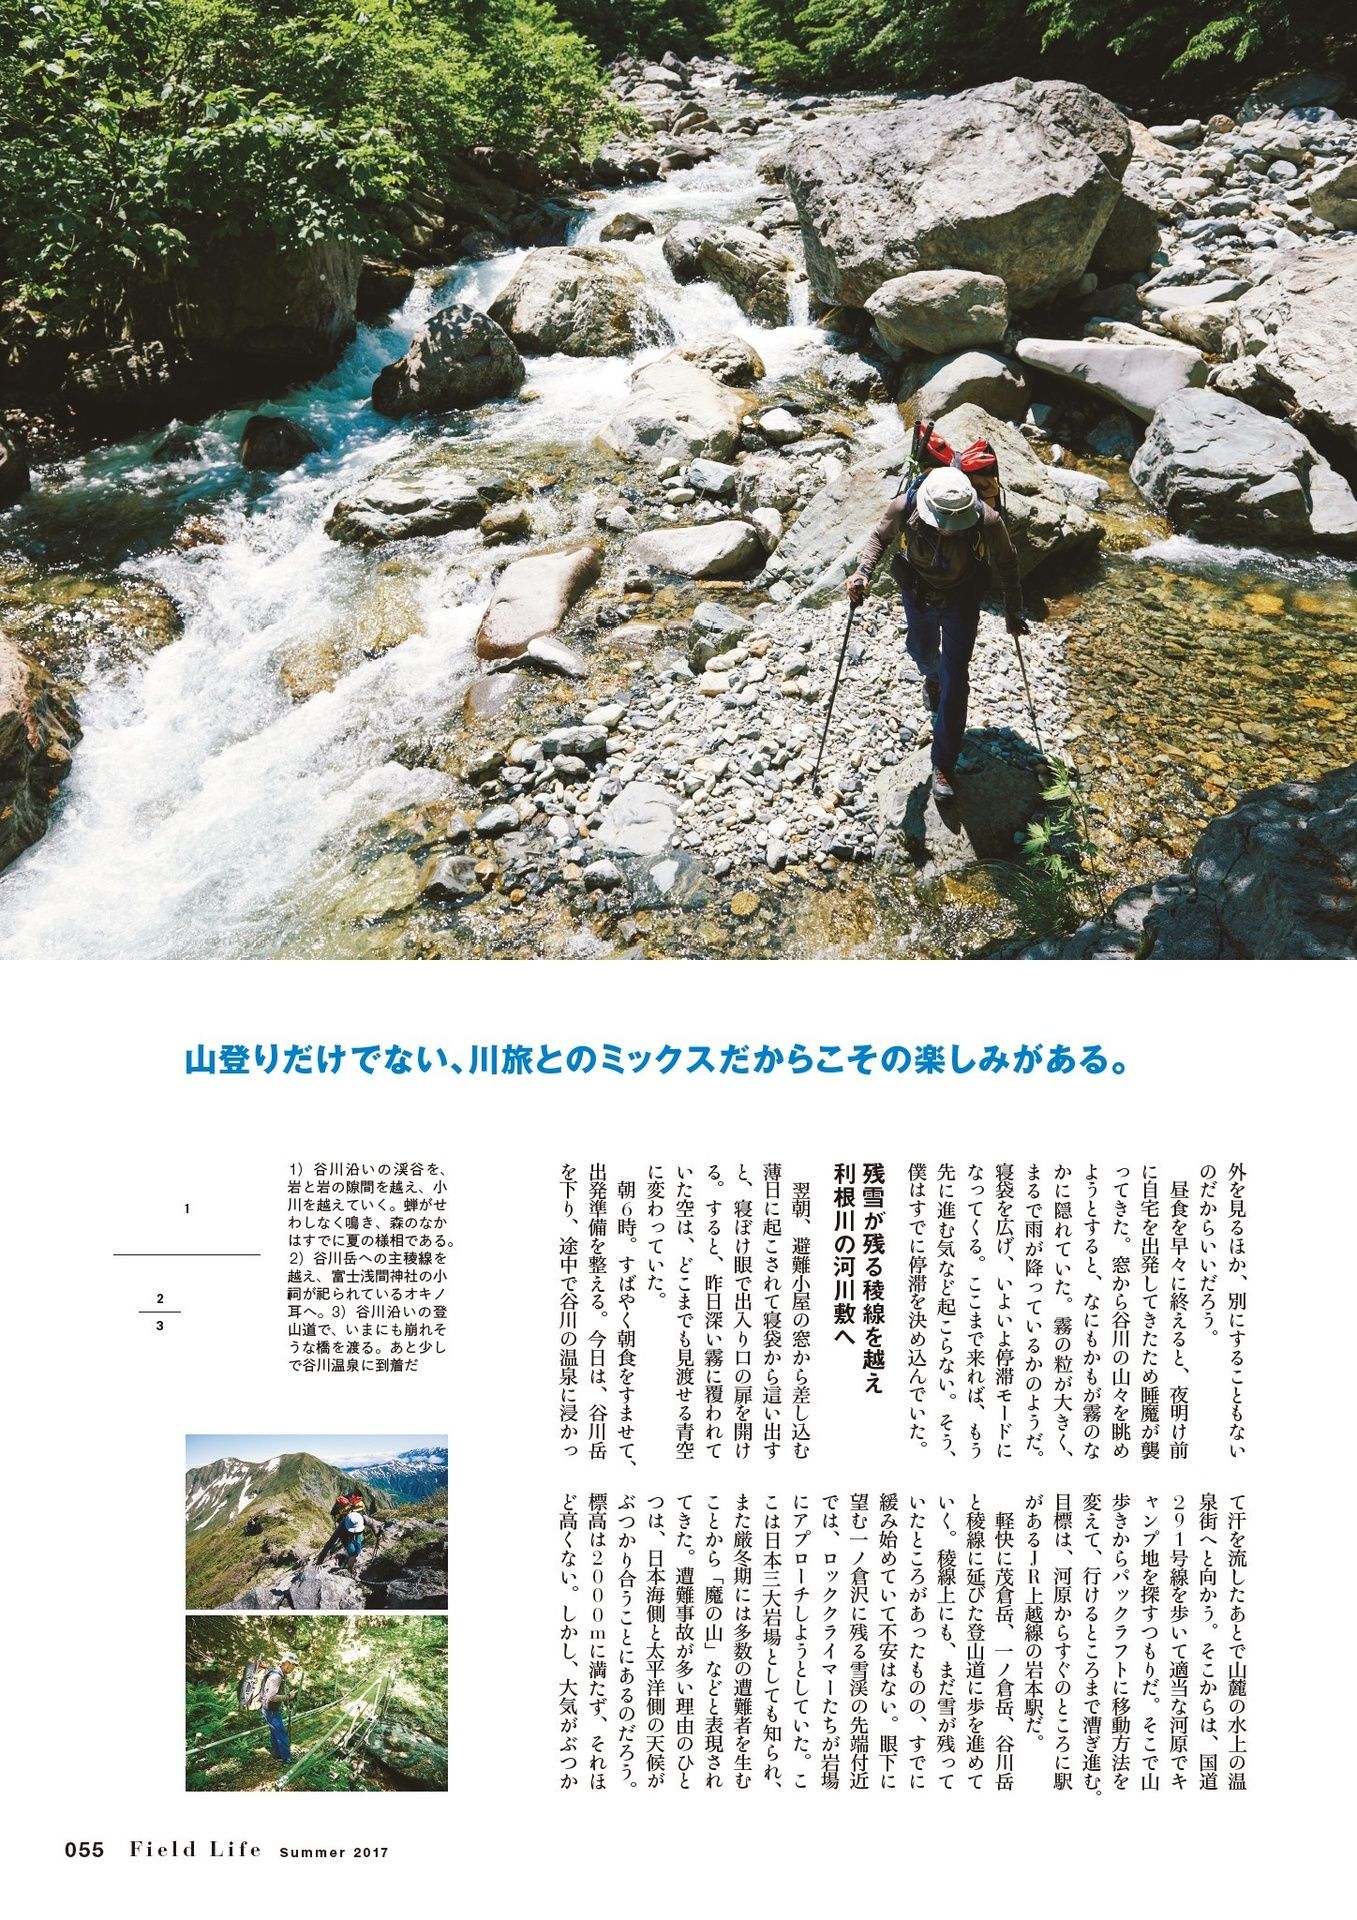 山登りだけでない、川旅とのミックスだからこその楽しみがある。
外を見るほか、別にすることもない
のだからいいだろう。
昼食を早々に終えると、夜明け前
に自宅を出発してきたため睡魔が襲
ってきた。窓から谷川の山々を眺め
ようとすると、なにもかもが霧のな
かに隠れていた。霧の粒が大きく、
まるで雨が降っているかのようだ。
寝袋を広げ、いよいよ停滞モードに
なってくる。ここまで来れば、もう
先に進む気など起こらない。そう、
僕はすでに停滞を決め込んでいた。
残雪が残る稜線を越え
利根川の河川敷へ
翌朝、避難小屋の窓から差し込む
薄日に起こされて寝袋から這い出す
と、寝ぼけ眼で出入り口の扉を開け
る。すると、昨日深い霧に覆われて
いた空は、どこまでも見渡せる青空
に変わっていた。
朝6時。すばやく朝食をすませて、
出発準備を整える。今日は、谷川岳
を下り、途中で谷川の温泉に浸かっ
て汗を流したあとで山麓の水上の温
泉街へと向かう。そこからは、国道
291号線を歩いて適当な河原でキ
ャンプ地を探すつもりだ。そこで山
歩きからパックラフトに移動方法を
変えて、行けるところまで漕ぎ進む。
目標は、河原からすぐのところに駅
があるJR上越線の岩本駅だ。
軽快に茂倉岳、一ノ倉岳、谷川岳
と稜線に延びた登山道に歩を進めて
いく。稜線上にも、まだ雪が残って
いたところがあったものの、すでに
緩み始めていて不安はない。眼下に
望む一ノ倉沢に残る雪渓の先端付近
では、ロッククライマーたちが岩場
にアプローチしようとしていた。こ
こは日本三大岩場としても知られ、
また厳冬期には多数の遭難者を生む
ことから「魔の山」などと表現され
てきた。遭難事故が多い理由のひと
つは、日本海側と太平洋側の天候が
ぶつかり合うことにあるのだろう。
標高は2000mに満たず、それほ
ど高くない。しかし、大気がぶつか
1）谷川沿いの渓谷を、
岩と岩の隙間を越え、小
川を越えていく。蝉がせ
わしなく鳴き、森のなか
はすでに夏の様相である。
2）谷川岳への主稜線を
越え、富士浅間神社の小
祠が祀られているオキノ
耳へ。3）谷川沿いの登
山道で、いまにも崩れそ
うな橋を渡る。あと少し
で谷川温泉に到着だ
1
2
3
055 Field Life Summer 2017